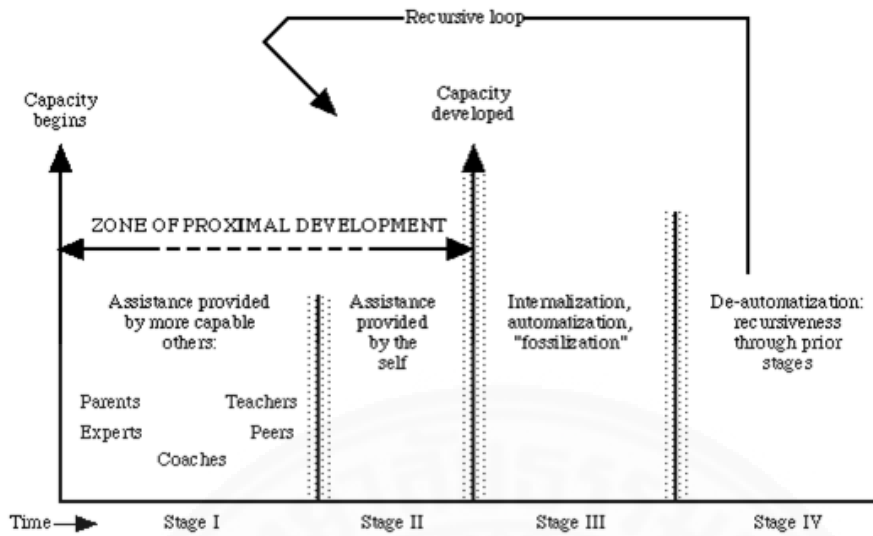 Recursive loop
Capacity
begins
Capacity
developed
ZONE OF PROXIMAL DEVELOPMENT
Assistance provided
by more capable
others:
Parents
Teachers
Experts
Peers
Coaches
Assistance
provided
by the
self
Internalization,
automatization,
"fossilization"
De-automatization:
recursiveness
through prior
stages
Time
Stage I
Stage II
Stage III
Stage IV